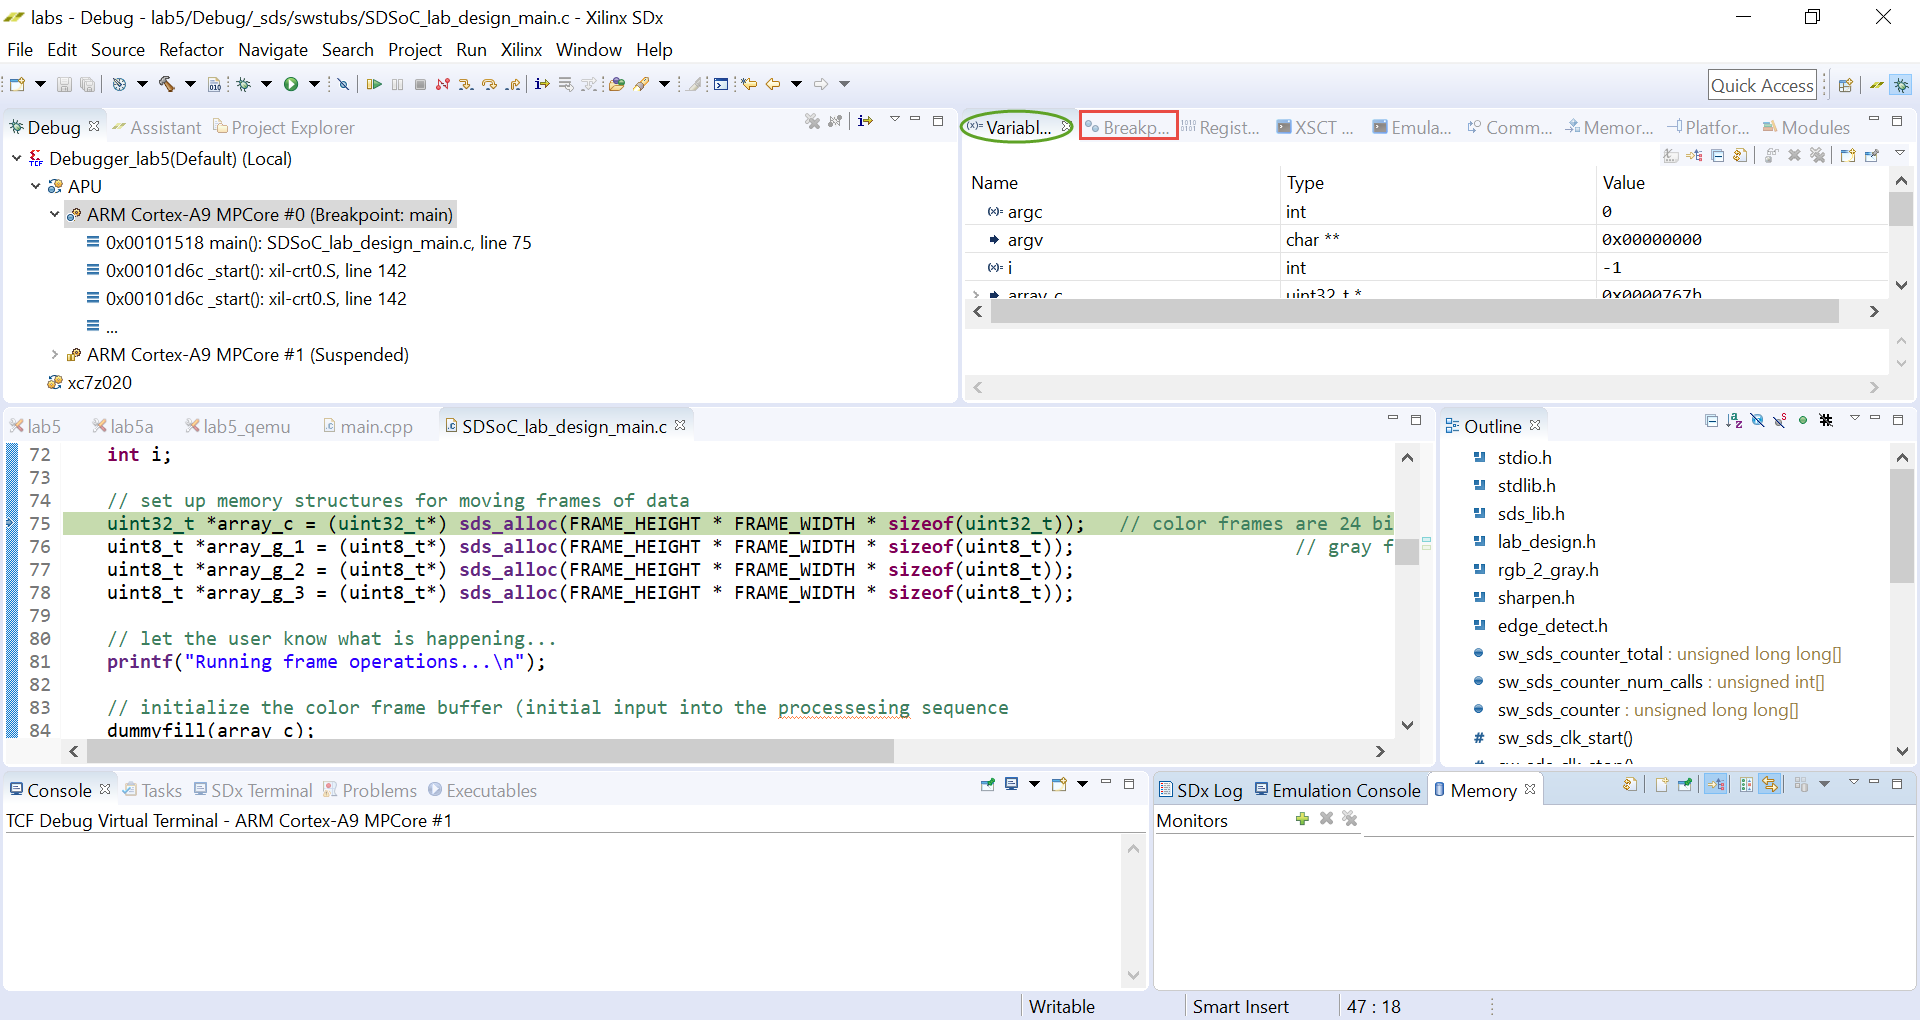 labs - Debug - lab5/Debug/_sds/swstubs/SDSoC_lab_design_main.c - Xilinx SDx
File Edit Source Refactor Navigate Search Project Run Xilinx Window Help
Quick Access
Debug Assistant Project Explorer
Debugger_lab5(Default) (Local)
APU
ARM Cortex-A9 MPCore #0 (Breakpoint: main)
0x00101518 main(): SDSoC_lab_design_main.c, line 75
0x00101d6c _start(): xil-crt0.S, line 142
0x00101d6c _start(): xil-crt0.S, line 142
...
ARM Cortex-A9 MPCore #1 (Suspended)
xc7z020
Variabl... Breakp... Regist... XSCT ... Emula... Comm... Memor... Platfor... Modules
Name Type Value
argc int 0
argv char ** 0x00000000
i int -1
array_c uint32_t * 0x0000767b
lab5 lab5a lab5_qemu main.cpp SDSoC_lab_design_main.c
72 int i;
73
74 // set up memory structures for moving frames of data
75 uint32_t *array_c = (uint32_t*) sds_alloc(FRAME_HEIGHT * FRAME_WIDTH * sizeof(uint32_t)); // color frames are 24 bi
76 uint8_t *array_g_1 = (uint8_t*) sds_alloc(FRAME_HEIGHT * FRAME_WIDTH * sizeof(uint8_t)); // gray f
77 uint8_t *array_g_2 = (uint8_t*) sds_alloc(FRAME_HEIGHT * FRAME_WIDTH * sizeof(uint8_t));
78 uint8_t *array_g_3 = (uint8_t*) sds_alloc(FRAME_HEIGHT * FRAME_WIDTH * sizeof(uint8_t));
79
80 // let the user know what is happening...
81 printf("Running frame operations...\n");
82
83 // initialize the color frame buffer (initial input into the processesing sequence
84 dummyfill(array_c);
Outline
stdio.h
stdlib.h
sds_lib.h
lab_design.h
rgb_2_gray.h
sharpen.h
edge_detect.h
sw_sds_counter_total : unsigned long long[]
sw_sds_counter_num_calls : unsigned int[]
sw_sds_counter : unsigned long long[]
# sw_sds_clk_start()
# sw_sds_clk_stop()
Console Tasks SDx Terminal Problems Executables
TCF Debug Virtual Terminal - ARM Cortex-A9 MPCore #1
SDx Log Emulation Console Memory
Monitors
Writable Smart Insert 47 : 18